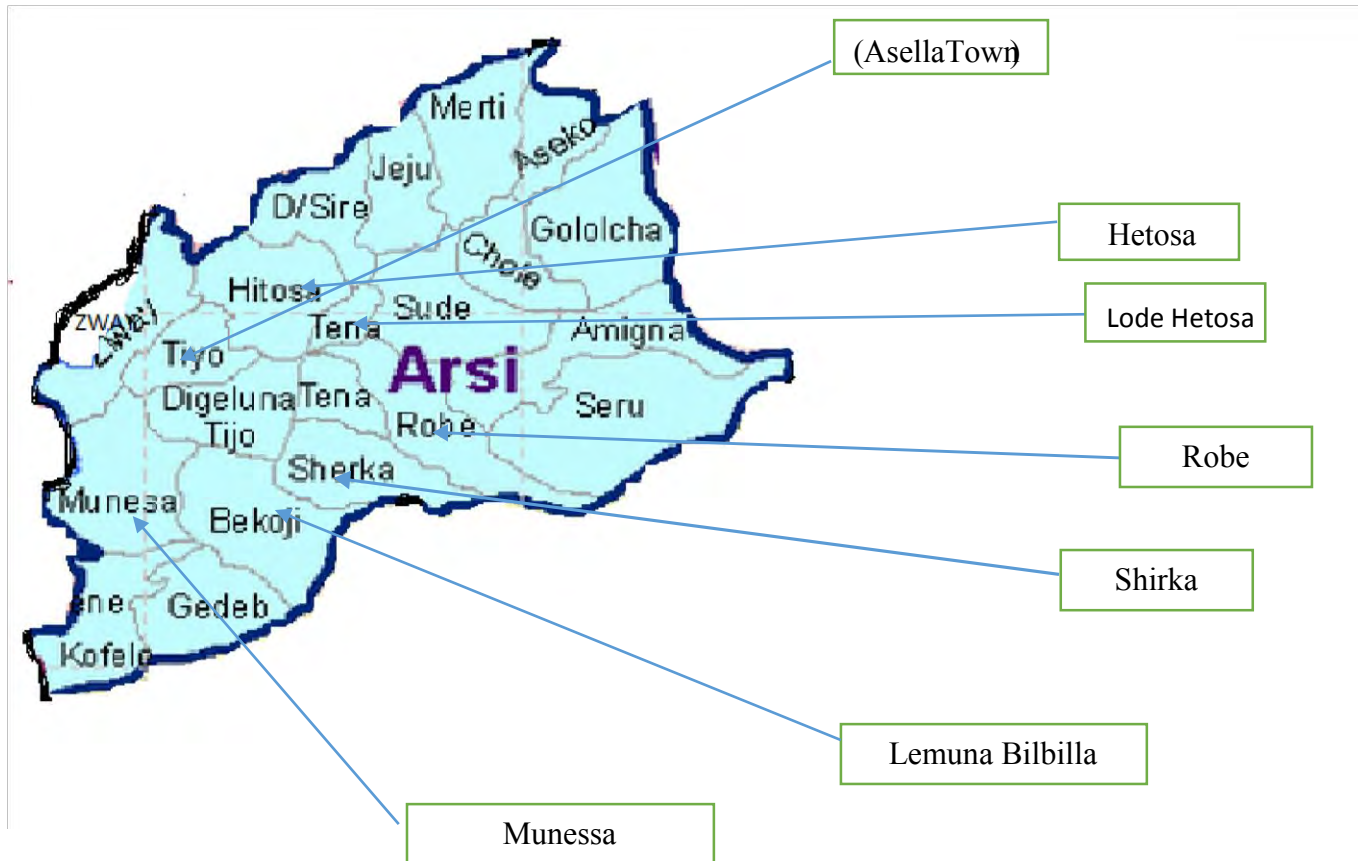 (AsellaTown)
Merti
Aseko
Jeju
D/Sire
Gololcha
Hetosa
Chole
Hitosa
Sude
Lode Hetosa
ZWA
Tena
Amigna
Tiyo
Arsi
Digeluna
Tijo
Tena
Seru
Robe
Robe
Sherka
Munesa
Bekoji
Shirka
ene
Gedeb
Kofele
Lemuna Bilbilla
Munessa